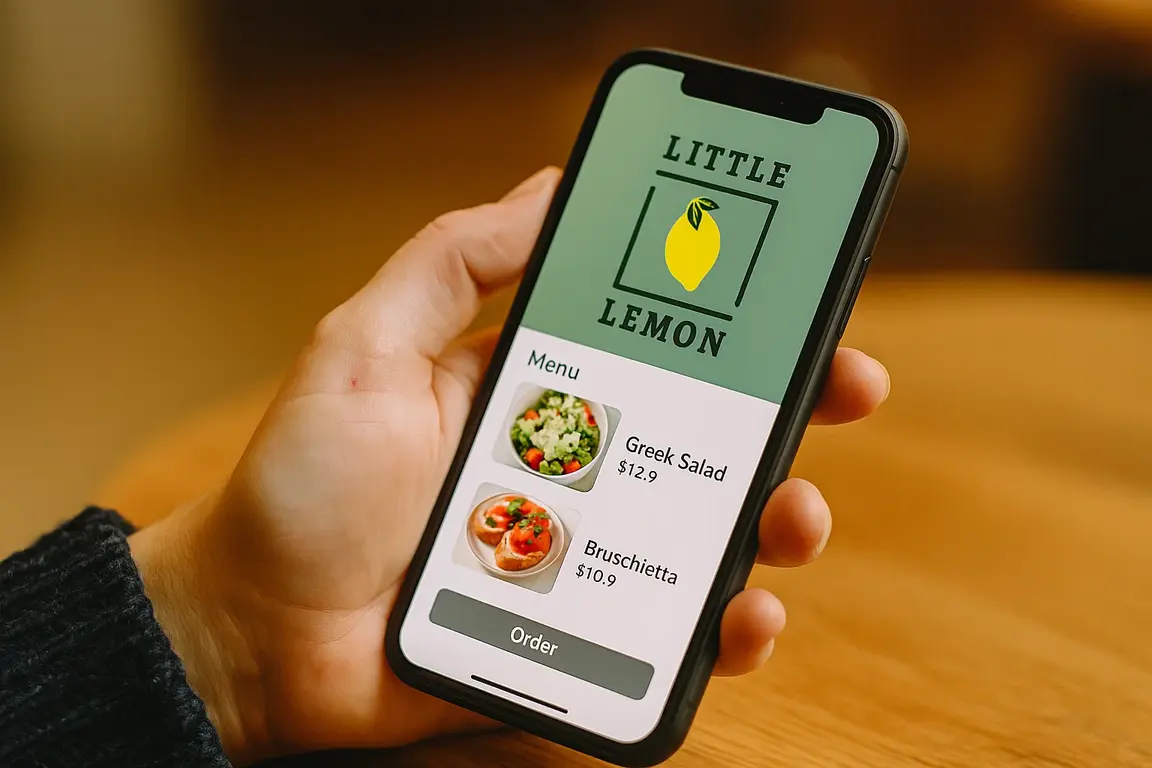 LITTLE
LEMON
Menu
Greek Salad
$12.9
Bruschietta
$10.9
Order